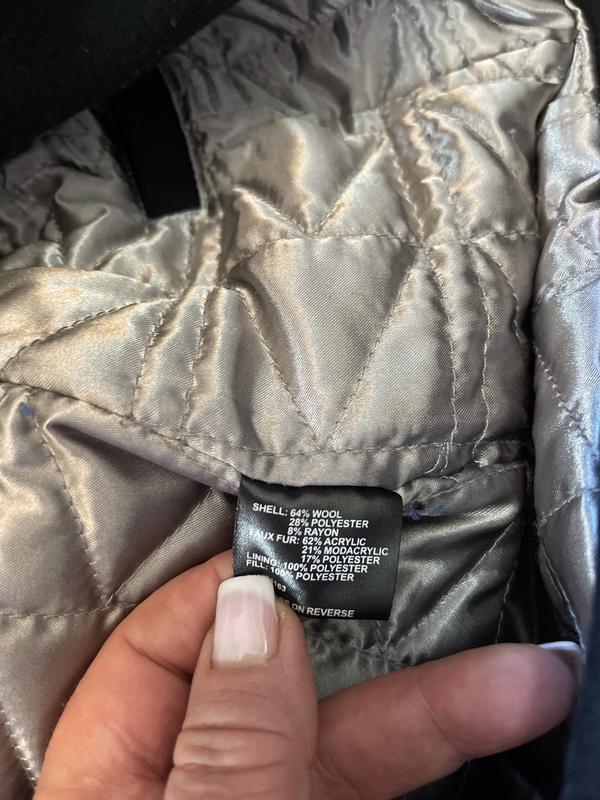 SHELL: 64% WOOL
28% POLYESTER
8% RAYON
FAUX FUR: 62% ACRYLIC
21% MODACRYLIC
17% POLYESTER
LINING: 100% POLYESTER
FILL: 100% POLYESTER
ON REVERSE